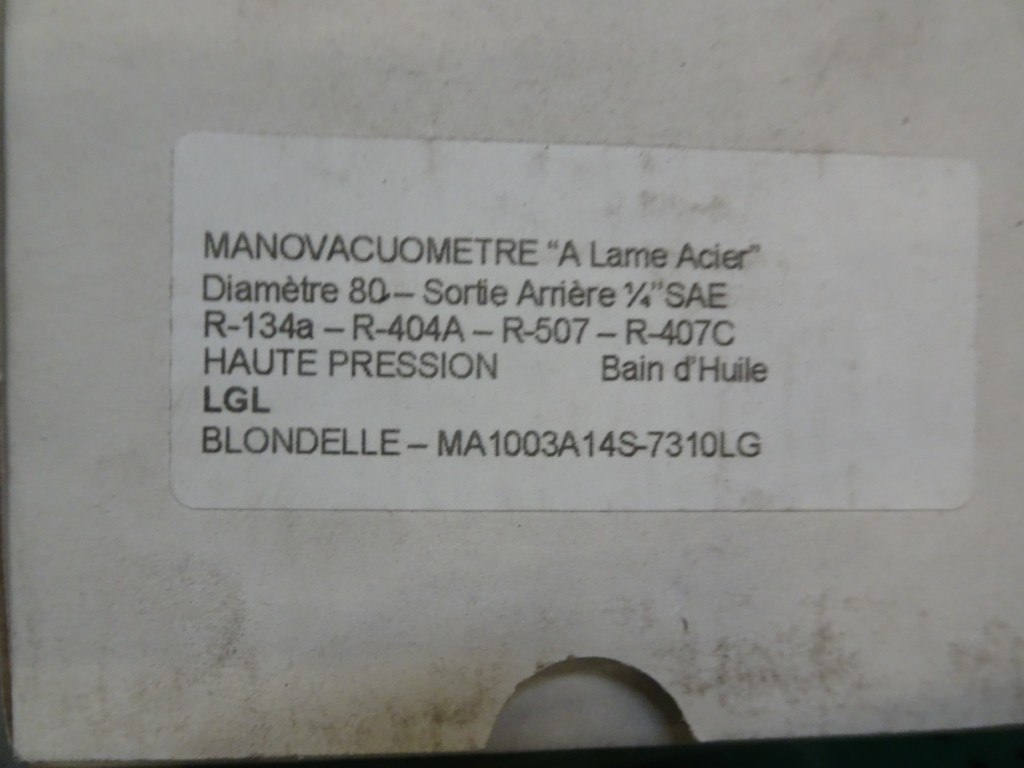 MANOVACUOMETRE "A Lame Acier"
Diamètre 80 – Sortie Arrière ¼" SAE
R-134a – R-404A – R-507 – R-407C
HAUTE PRESSION Bain d'Huile
LGL
BLONDELLE – MA1003A14S-7310LG